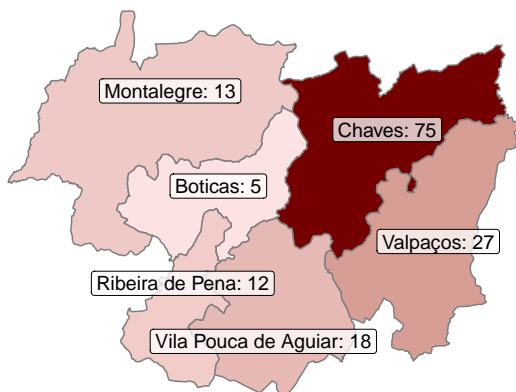 Montalegre: 13
Chaves: 75
Boticas: 5
Valpaços: 27
Ribeira de Pena: 12
Vila Pouca de Aguiar: 18